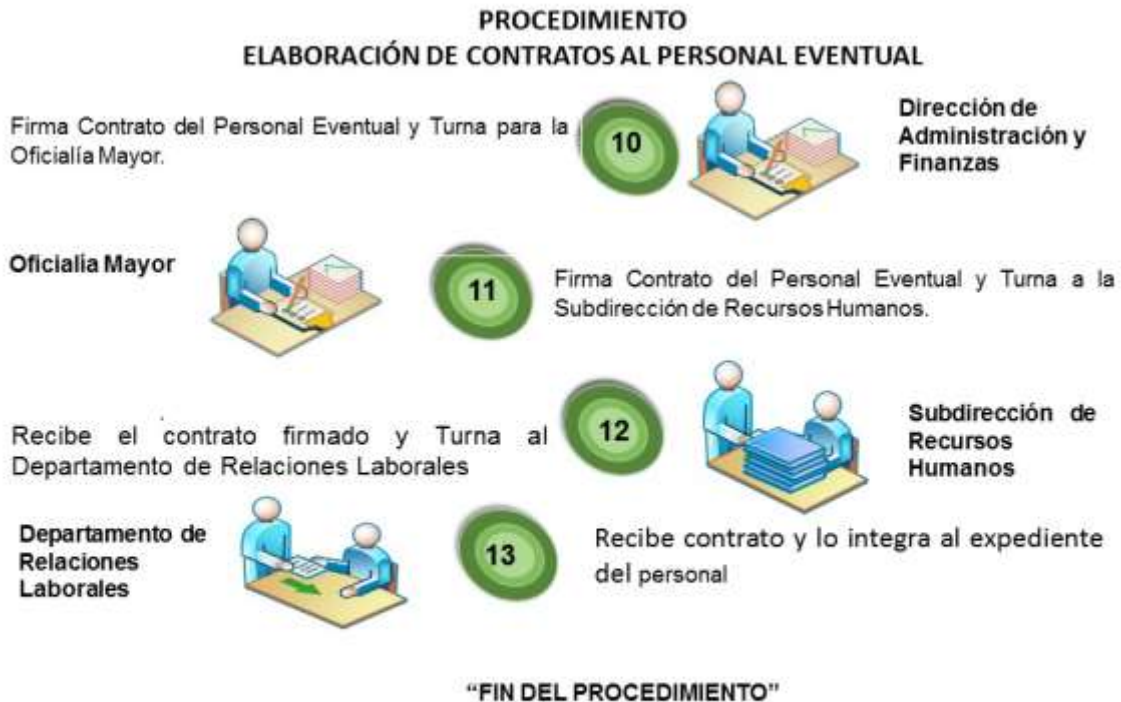 PROCEDIMIENTO
ELABORACIÓN DE CONTRATOS AL PERSONAL EVENTUAL
Firma Contrato del Personal Eventual y Turna para la
Oficialía Mayor.
10
Dirección de
Administración y
Finanzas
Oficialia Mayor
11
Firma Contrato del Personal Eventual y Turna a la
Subdirección de Recursos Humanos.
Recibe el contrato firmado y Turna al
Departamento de Relaciones Laborales
12
Subdirección de
Recursos
Humanos
Departamento de
Relaciones
Laborales
13
Recibe contrato y lo integra al expediente
del personal
“FIN DEL PROCEDIMIENTO”